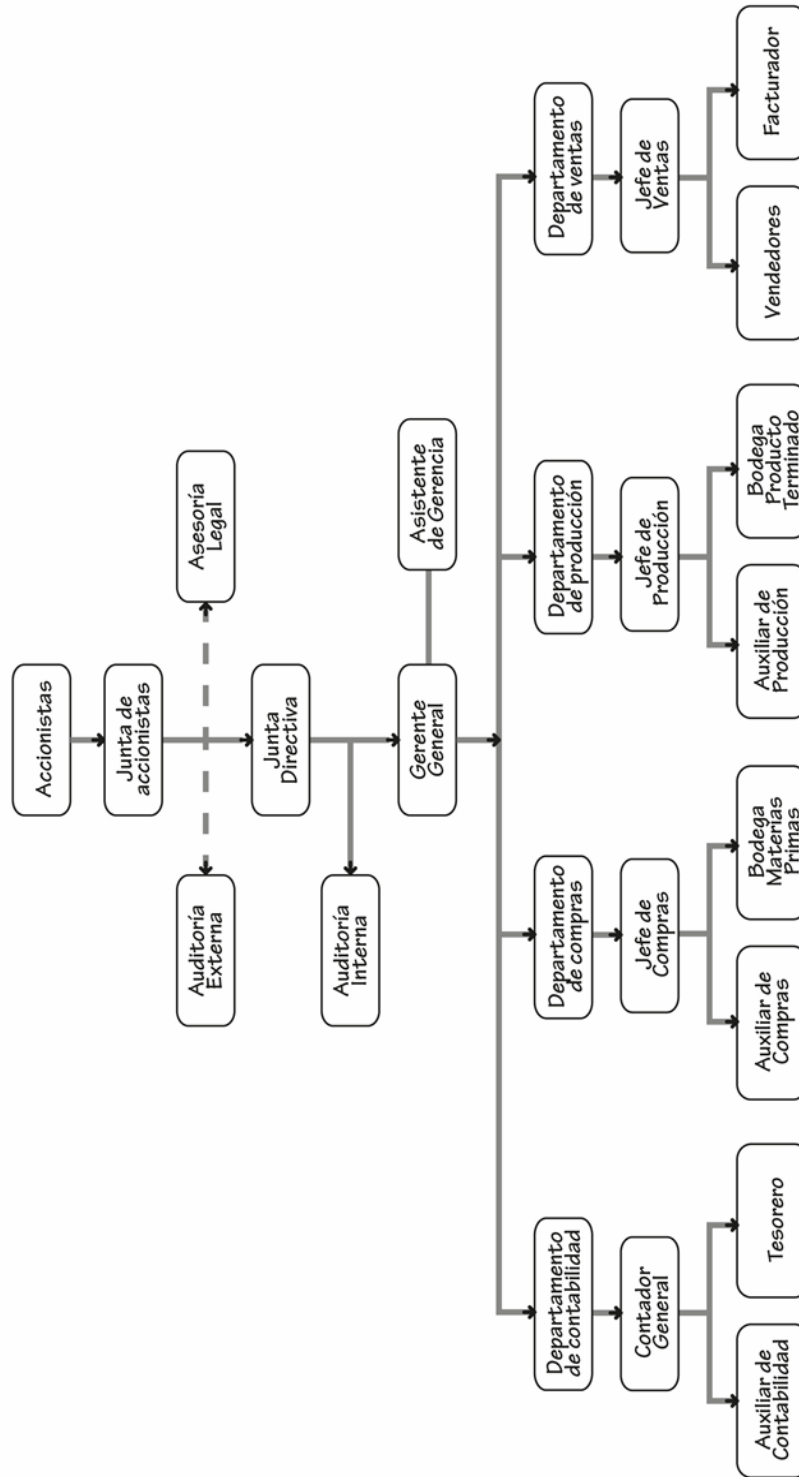 Accionistas
Junta de
accionistas
Auditoría
Externa
Asesoría
Legal
Junta
Directiva
Auditoría
Interna
Gerente
General
Asistente
de Gerencia
Departamento
de contabilidad
Departamento
de compras
Departamento
de producción
Departamento
de ventas
Contador
General
Jefe de
Compras
Jefe de
Producción
Jefe de
Ventas
Auxiliar de
Contabilidad
Tesorero
Auxiliar de
Compras
Bodega
Materias
Primas
Auxiliar de
Producción
Bodega
Producto
Terminado
Vendedores
Facturador